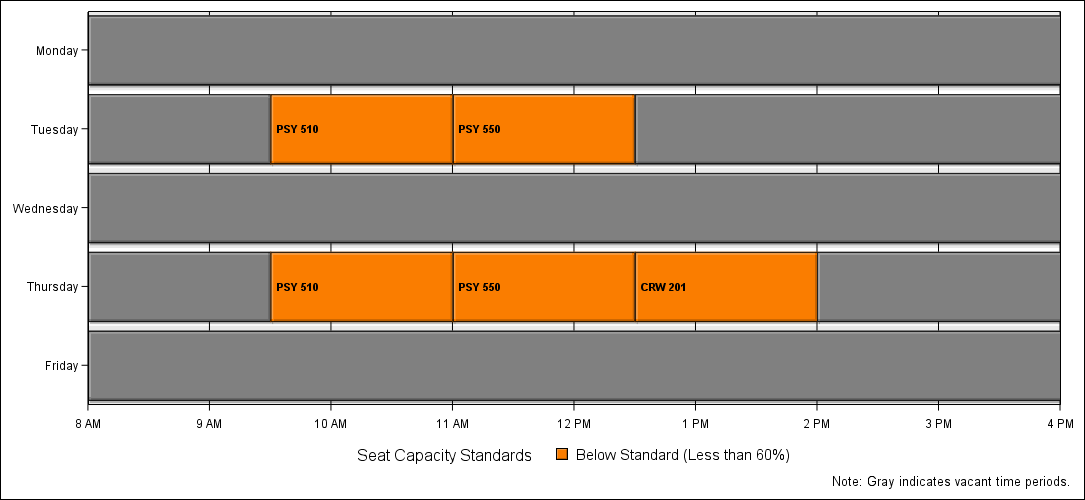 Monday
Tuesday
PSY 510
PSY 550
Wednesday
Thursday
PSY 510
PSY 550
CRW 201
Friday
8 AM 9 AM 10 AM 11 AM 12 PM 1 PM 2 PM 3 PM 4 PM
Seat Capacity Standards Below Standard (Less than 60%)
Note: Gray indicates vacant time periods.